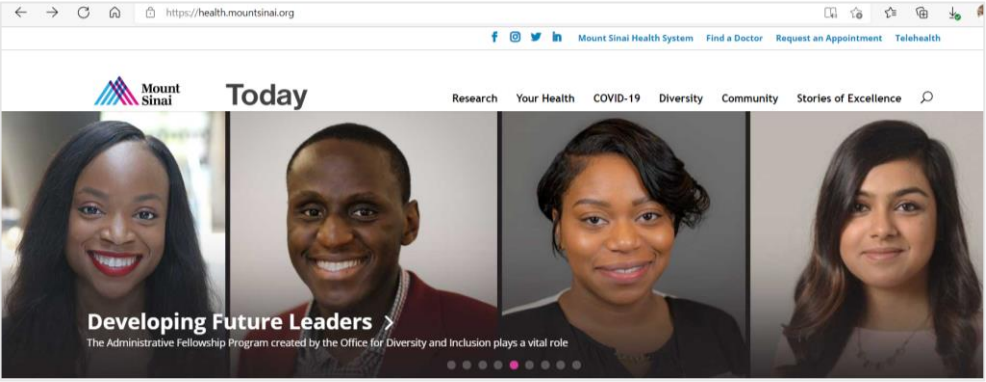 https://health.mountsinai.org
Mount Sinai Health System Find a Doctor Request an Appointment Telehealth
Mount
Sinai
Today
Research Your Health COVID-19 Diversity Community Stories of Excellence
Developing Future Leaders >
The Administrative Fellowship Program created by the Office for Diversity and Inclusion plays a vital role